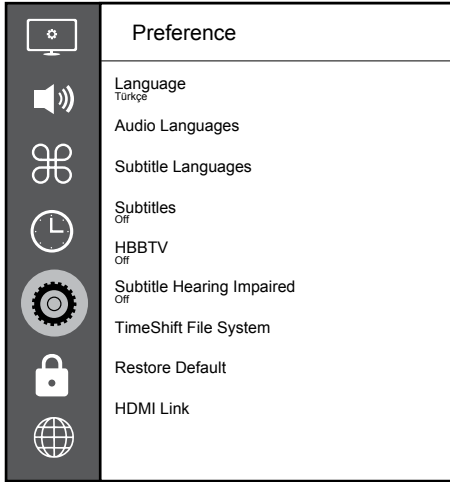 Preference
Language
Türkçe
Audio Languages
Subtitle Languages
Subtitles
Off
HBBTV
Off
Subtitle Hearing Impaired
Off
TimeShift File System
Restore Default
HDMI Link